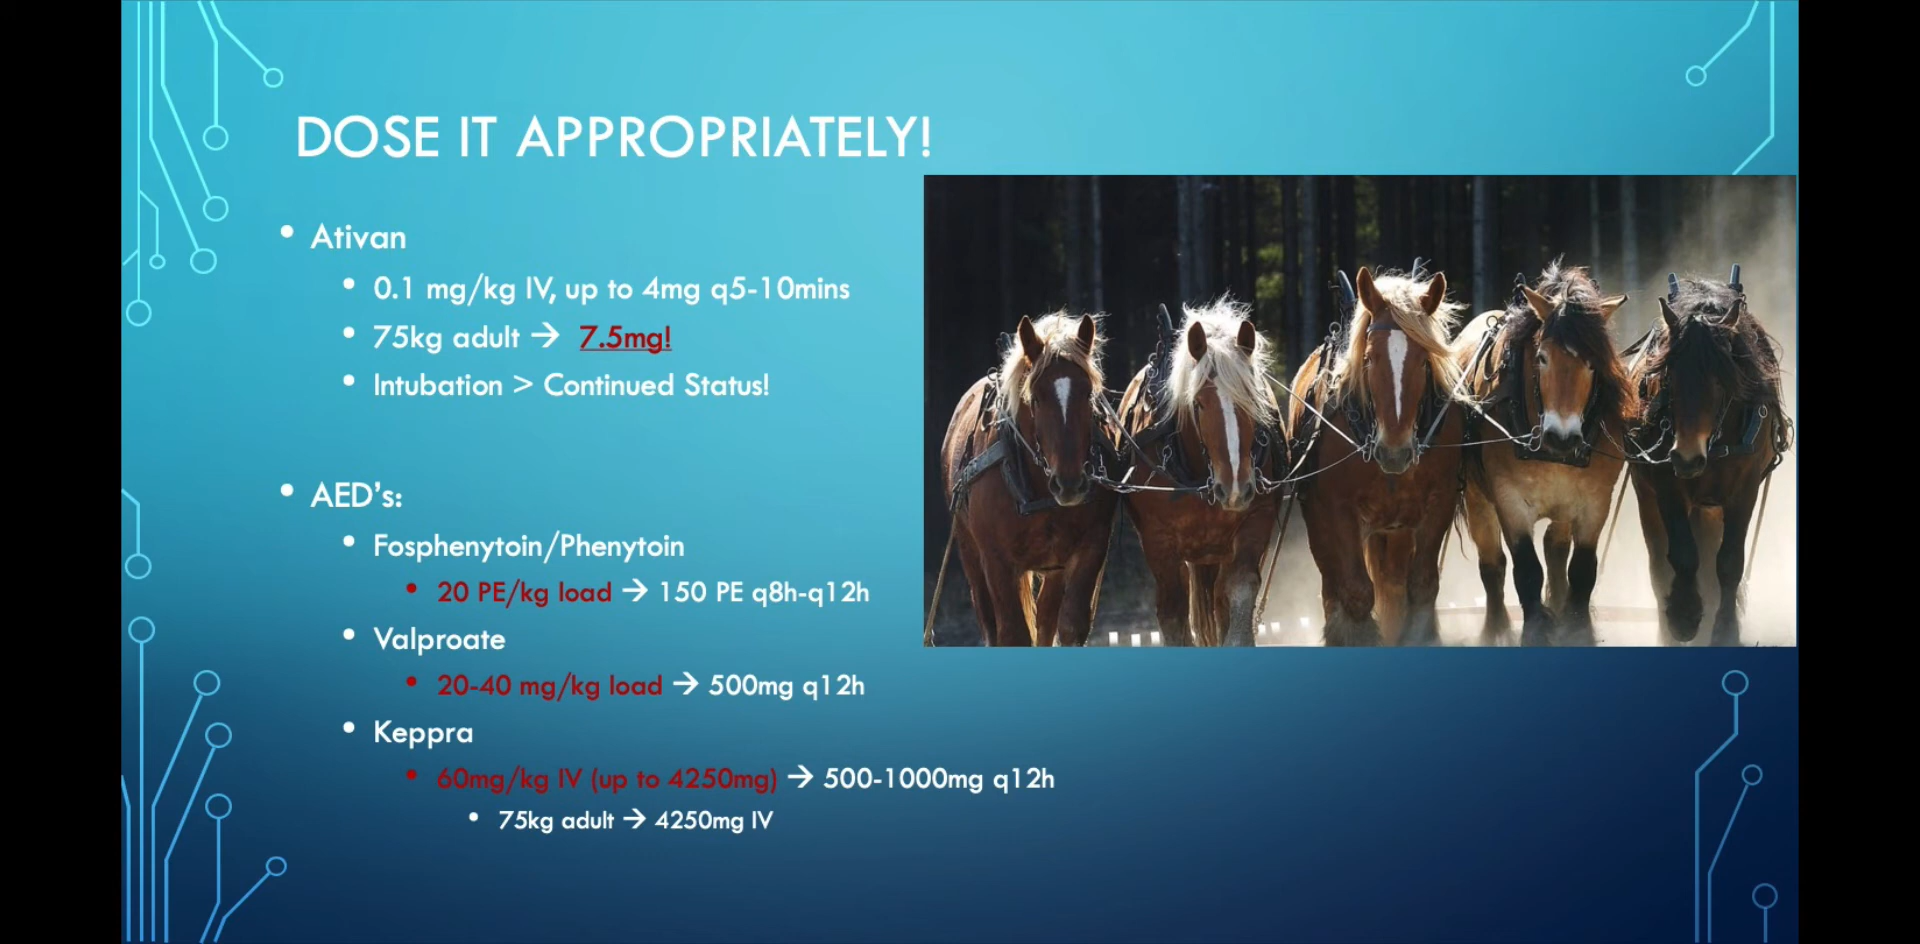 DOSE IT APPROPRIATELY!
• Ativan
• 0.1 mg/kg IV, up to 4mg q5-10mins
• 75kg adult → 7.5mg!
• Intubation > Continued Status!
• AED's:
• Fosphenytoin/Phenytoin
• 20 PE/kg load → 150 PE q8h-q12h
• Valproate
• 20-40 mg/kg load → 500mg q12h
• Keppra
• 60mg/kg IV (up to 4250mg) → 500-1000mg q12h
• 75kg adult → 4250mg IV